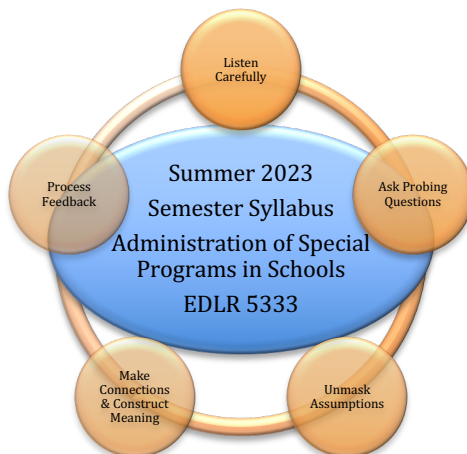 Listen
Carefully
Summer 2023
Semester Syllabus
Administration of Special
Programs in Schools
EDLR 5333
Ask Probing
Questions
Unmask
Assumptions
Make
Connections
& Construct
Meaning
Process
Feedback